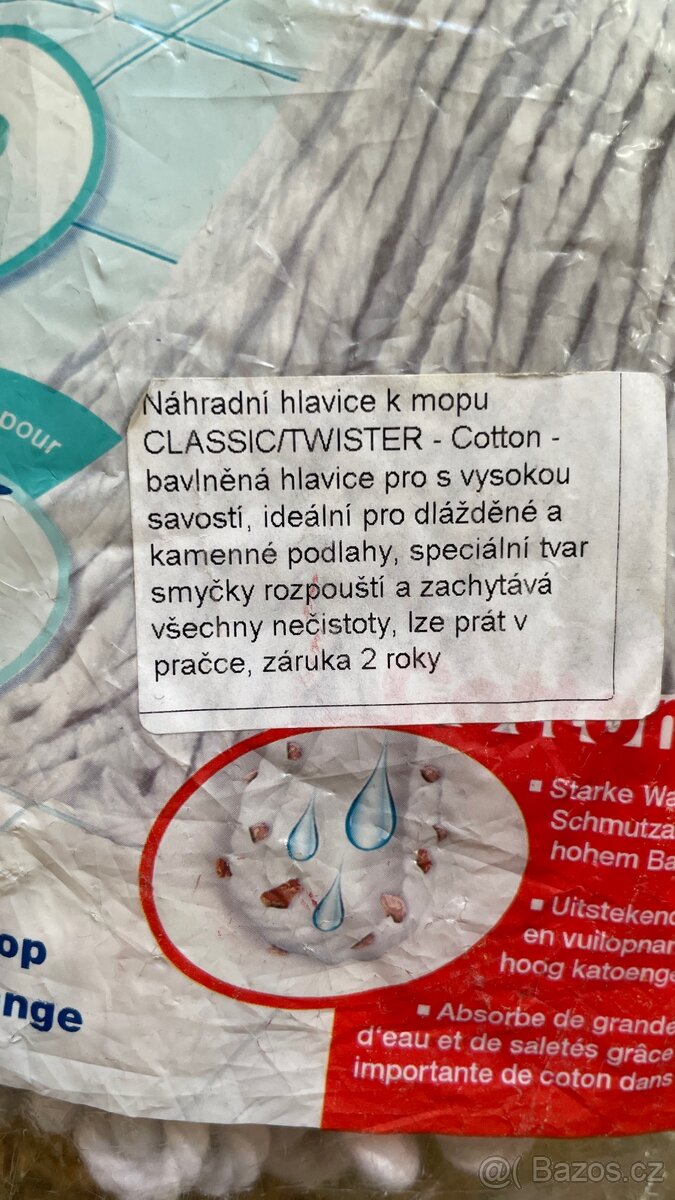 pour
Náhradní hlavice k mopu
CLASSIC/TWISTER - Cotton -
bavlněná hlavice pro s vysokou
savostí, ideální pro dlážděné a
kamenné podlahy, speciální tvar
smyčky rozpouští a zachytává
všechny nečistoty, lze prát v
pračce, záruka 2 roky
▪ Starke Wa
Schmutza
hohem Ba
▪ Uitstekend
en vuilopnam
hoog katoenge
▪ Absorbe de grande
d'eau et de saletés grâce
importante de coton dans
op
nge
@( Bazos.cz